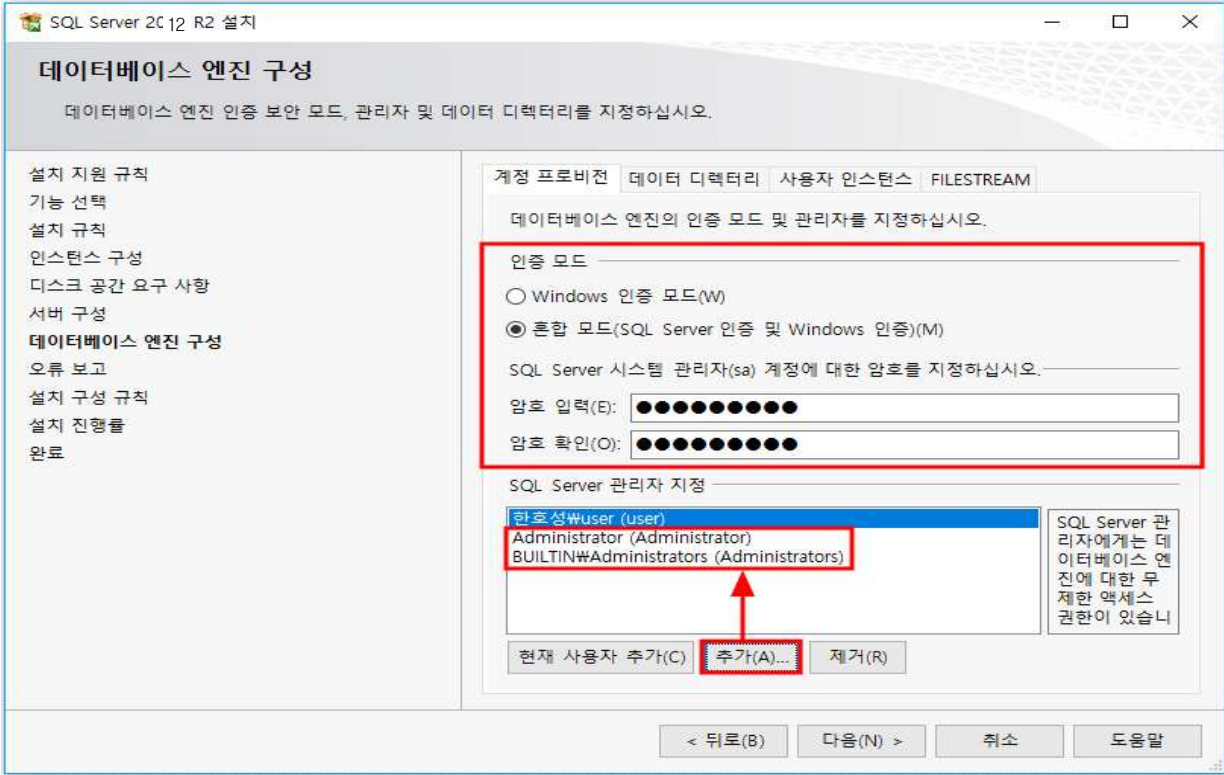 SQL Server 2012 R2 설치
데이터베이스 엔진 구성
데이터베이스 엔진 인증 보안 모드, 관리자 및 데이터 디렉터리를 지정하십시오.
설치 지원 규칙
기능 선택
설치 규칙
인스턴스 구성
디스크 공간 요구 사항
서버 구성
데이터베이스 엔진 구성
오류 보고
설치 구성 규칙
설치 진행률
완료
계정 프로비전 데이터 디렉터리 사용자 인스턴스 FILESTREAM
데이터베이스 엔진의 인증 모드 및 관리자를 지정하십시오.
인증 모드
Windows 인증 모드(W)
혼합 모드(SQL Server 인증 및 Windows 인증)(M)
SQL Server 시스템 관리자(sa) 계정에 대한 암호를 지정하십시오.
암호 입력(E): ●●●●●●●●●
암호 확인(O): ●●●●●●●●●
SQL Server 관리자 지정
한호성₩user (user)
Administrator (Administrator)
BUILTIN₩Administrators (Administrators)
SQL Server 관
리자에게는 데
이터베이스 엔
진에 대한 무
제한 액세스
권한이 있습니
현재 사용자 추가(C) 추가(A)... 제거(R)
< 뒤로(B) 다음(N) > 취소 도움말